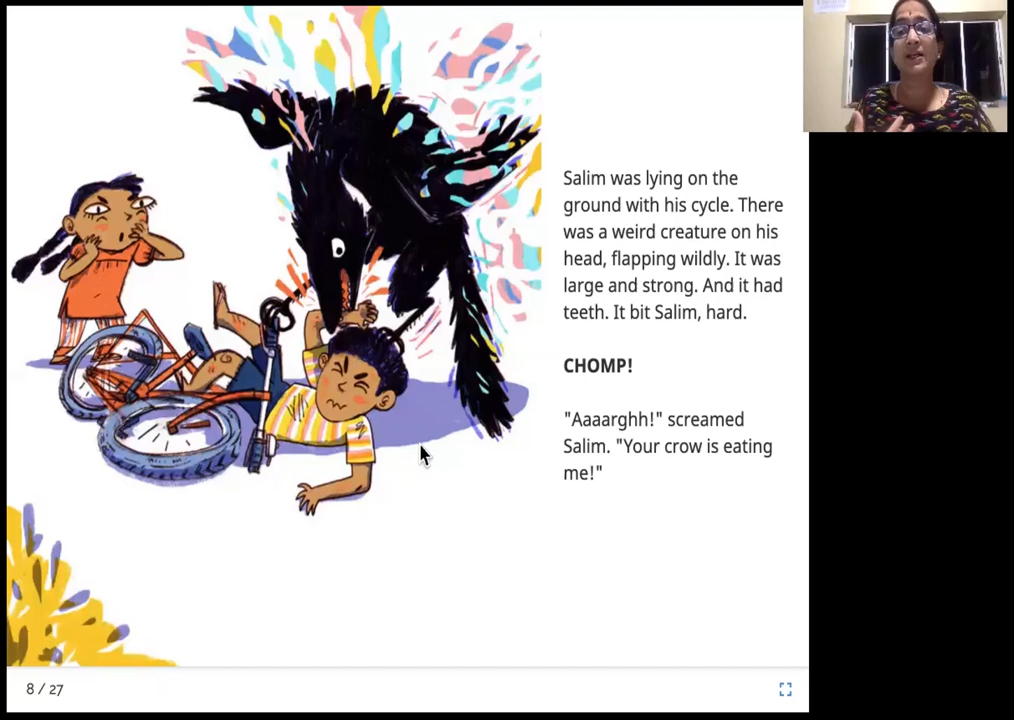 Salim was lying on the
ground with his cycle. There
was a weird creature on his
head, flapping wildly. It was
large and strong. And it had
teeth. It bit Salim, hard.
CHOMP!
"Aaaarghh!" screamed
Salim. "Your crow is eating
me!"
8 / 27